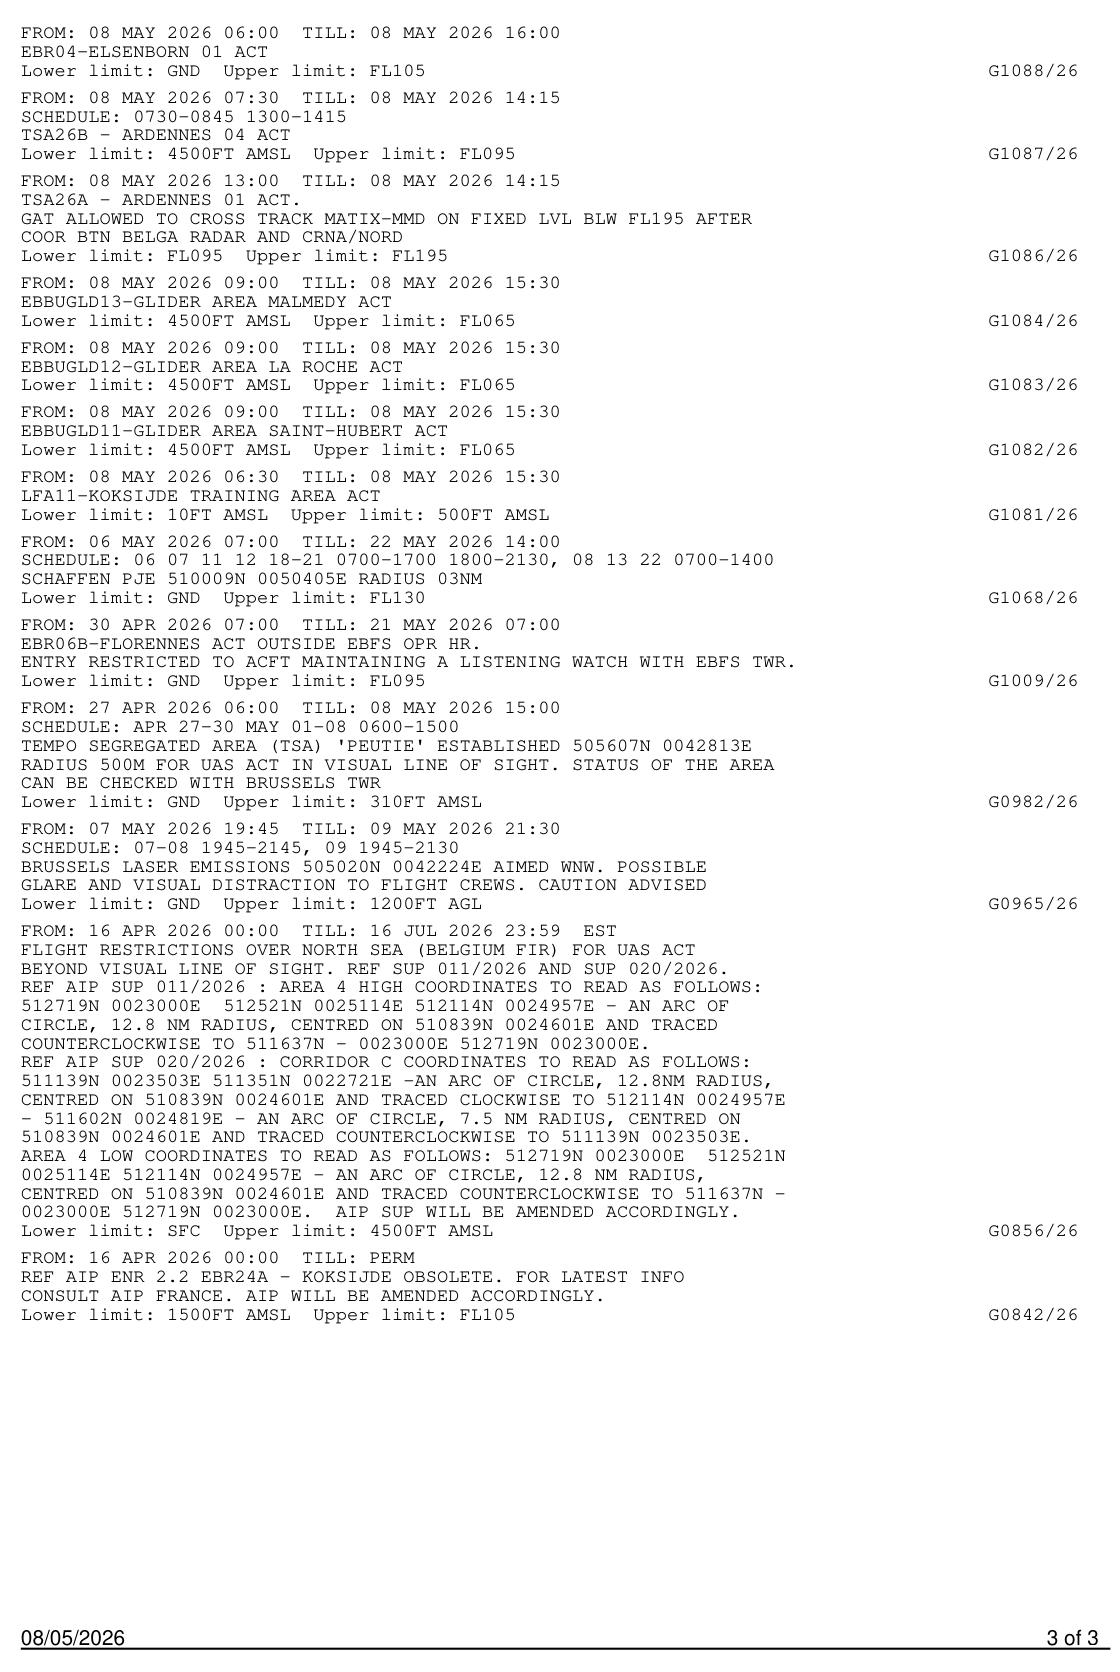 FROM: 08 MAY 2026 06:00  TILL: 08 MAY 2026 16:00
EBR04-ELSENBORN 01 ACT
Lower limit: GND  Upper limit: FL105 G1088/26
FROM: 08 MAY 2026 07:30  TILL: 08 MAY 2026 14:15
SCHEDULE: 0730-0845 1300-1415
TSA26B - ARDENNES 04 ACT
Lower limit: 4500FT AMSL  Upper limit: FL095 G1087/26
FROM: 08 MAY 2026 13:00  TILL: 08 MAY 2026 14:15
TSA26A - ARDENNES 01 ACT.
GAT ALLOWED TO CROSS TRACK MATIX-MMD ON FIXED LVL BLW FL195 AFTER
COOR BTN BELGA RADAR AND CRNA/NORD
Lower limit: FL095  Upper limit: FL195 G1086/26
FROM: 08 MAY 2026 09:00  TILL: 08 MAY 2026 15:30
EBBUGLD13-GLIDER AREA MALMEDY ACT
Lower limit: 4500FT AMSL  Upper limit: FL065 G1084/26
FROM: 08 MAY 2026 09:00  TILL: 08 MAY 2026 15:30
EBBUGLD12-GLIDER AREA LA ROCHE ACT
Lower limit: 4500FT AMSL  Upper limit: FL065 G1083/26
FROM: 08 MAY 2026 09:00  TILL: 08 MAY 2026 15:30
EBBUGLD11-GLIDER AREA SAINT-HUBERT ACT
Lower limit: 4500FT AMSL  Upper limit: FL065 G1082/26
FROM: 08 MAY 2026 06:30  TILL: 08 MAY 2026 15:30
LFA11-KOKSIJDE TRAINING AREA ACT
Lower limit: 10FT AMSL  Upper limit: 500FT AMSL G1081/26
FROM: 06 MAY 2026 07:00  TILL: 22 MAY 2026 14:00
SCHEDULE: 06 07 11 12 18-21 0700-1700 1800-2130, 08 13 22 0700-1400
SCHAFFEN PJE 510009N 0050405E RADIUS 03NM
Lower limit: GND  Upper limit: FL130 G1068/26
FROM: 30 APR 2026 07:00  TILL: 21 MAY 2026 07:00
EBR06B-FLORENNES ACT OUTSIDE EBFS OPR HR.
ENTRY RESTRICTED TO ACFT MAINTAINING A LISTENING WATCH WITH EBFS TWR.
Lower limit: GND  Upper limit: FL095 G1009/26
FROM: 27 APR 2026 06:00  TILL: 08 MAY 2026 15:00
SCHEDULE: APR 27-30 MAY 01-08 0600-1500
TEMPO SEGREGATED AREA (TSA) 'PEUTIE' ESTABLISHED 505607N 0042813E
RADIUS 500M FOR UAS ACT IN VISUAL LINE OF SIGHT. STATUS OF THE AREA
CAN BE CHECKED WITH BRUSSELS TWR
Lower limit: GND  Upper limit: 310FT AMSL G0982/26
FROM: 07 MAY 2026 19:45  TILL: 09 MAY 2026 21:30
SCHEDULE: 07-08 1945-2145, 09 1945-2130
BRUSSELS LASER EMISSIONS 505020N 0042224E AIMED WNW. POSSIBLE
GLARE AND VISUAL DISTRACTION TO FLIGHT CREWS. CAUTION ADVISED
Lower limit: GND  Upper limit: 1200FT AGL G0965/26
FROM: 16 APR 2026 00:00  TILL: 16 JUL 2026 23:59  EST
FLIGHT RESTRICTIONS OVER NORTH SEA (BELGIUM FIR) FOR UAS ACT
BEYOND VISUAL LINE OF SIGHT. REF SUP 011/2026 AND SUP 020/2026.
REF AIP SUP 011/2026 : AREA 4 HIGH COORDINATES TO READ AS FOLLOWS:
512719N 0023000E  512521N 0025114E 512114N 0024957E - AN ARC OF
CIRCLE, 12.8 NM RADIUS, CENTRED ON 510839N 0024601E AND TRACED
COUNTERCLOCKWISE TO 511637N - 0023000E 512719N 0023000E.
REF AIP SUP 020/2026 : CORRIDOR C COORDINATES TO READ AS FOLLOWS:
511139N 0023503E 511351N 0022721E -AN ARC OF CIRCLE, 12.8NM RADIUS,
CENTRED ON 510839N 0024601E AND TRACED CLOCKWISE TO 512114N 0024957E
- 511602N 0024819E - AN ARC OF CIRCLE, 7.5 NM RADIUS, CENTRED ON
510839N 0024601E AND TRACED COUNTERCLOCKWISE TO 511139N 0023503E.
AREA 4 LOW COORDINATES TO READ AS FOLLOWS: 512719N 0023000E  512521N
0025114E 512114N 0024957E - AN ARC OF CIRCLE, 12.8 NM RADIUS,
CENTRED ON 510839N 0024601E AND TRACED COUNTERCLOCKWISE TO 511637N -
0023000E 512719N 0023000E.  AIP SUP WILL BE AMENDED ACCORDINGLY.
Lower limit: SFC  Upper limit: 4500FT AMSL G0856/26
FROM: 16 APR 2026 00:00  TILL: PERM
REF AIP ENR 2.2 EBR24A - KOKSIJDE OBSOLETE. FOR LATEST INFO
CONSULT AIP FRANCE. AIP WILL BE AMENDED ACCORDINGLY.
Lower limit: 1500FT AMSL  Upper limit: FL105 G0842/26
08/05/2026 3 of 3